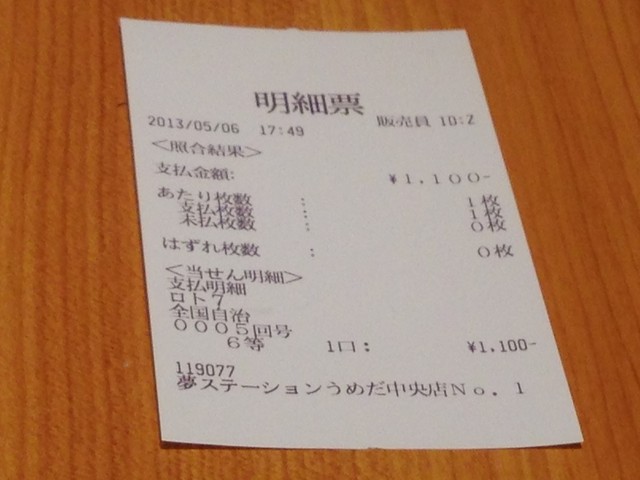 明細票
2013/05/06 17:49 販売員 ID:Z
<照合結果>
支払金額: ¥1,100-
あたり枚数 : 1枚
支払枚数 : 1枚
未払枚数 : 0枚
はずれ枚数 : 0枚
<当せん明細>
支払明細
ロト7
全国自治
0005回号
6等 1口: ¥1,100-
119077
夢ステーションうめだ中央店No.1